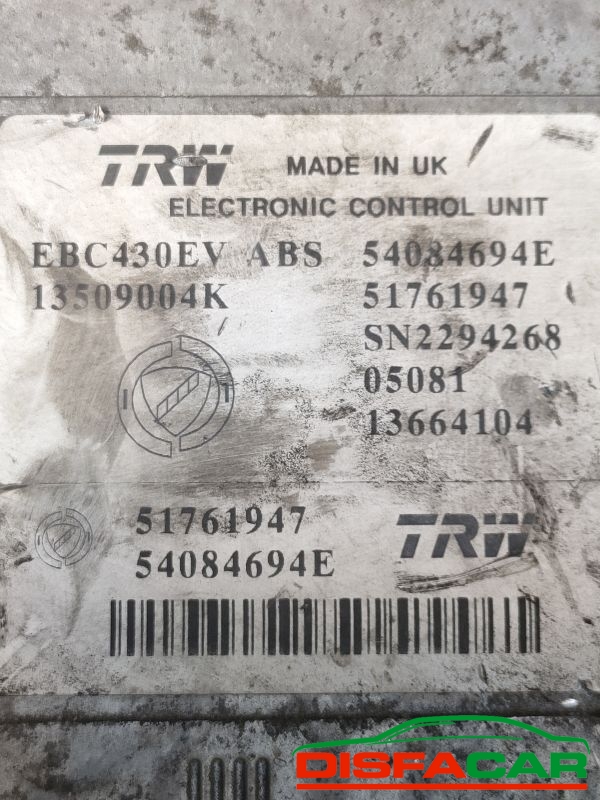 TRW MADE IN UK
ELECTRONIC CONTROL UNIT
EBC430EV ABS 54084694E
13509004K 51761947
SN2294268
05081
13664104
51761947
54084694E
TRW
DISFACAR